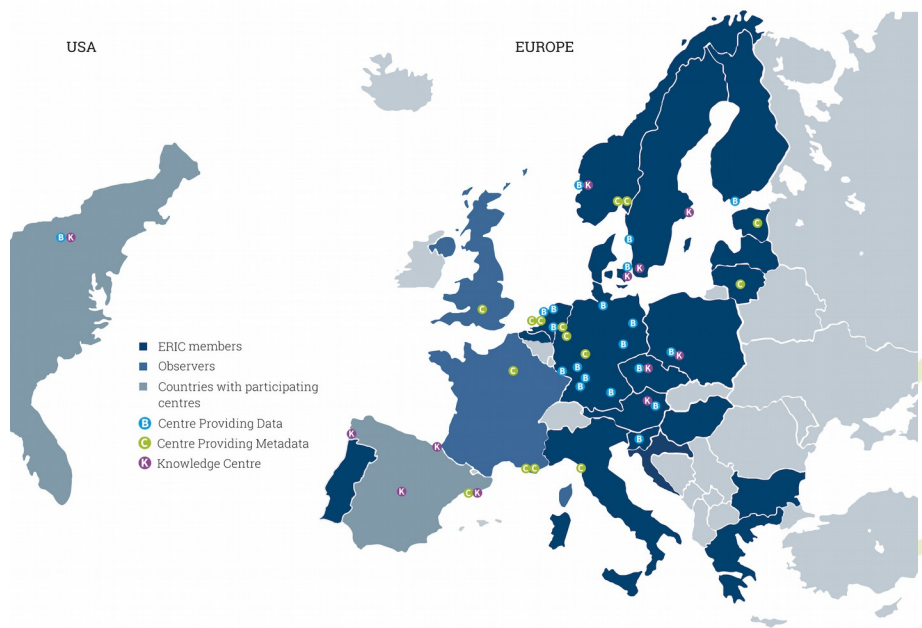 USA
EUROPE
ERIC members
Observers
Countries with participating
centres
B Centre Providing Data
C Centre Providing Metadata
K Knowledge Centre
B K
B K
C C
K
B
C
B
B K
K
C
C
B B
C C
B C
C
B
B
B
C
C
B B
B
B
B
B K
B K
K B
B
K
K
K
C K
C C
C